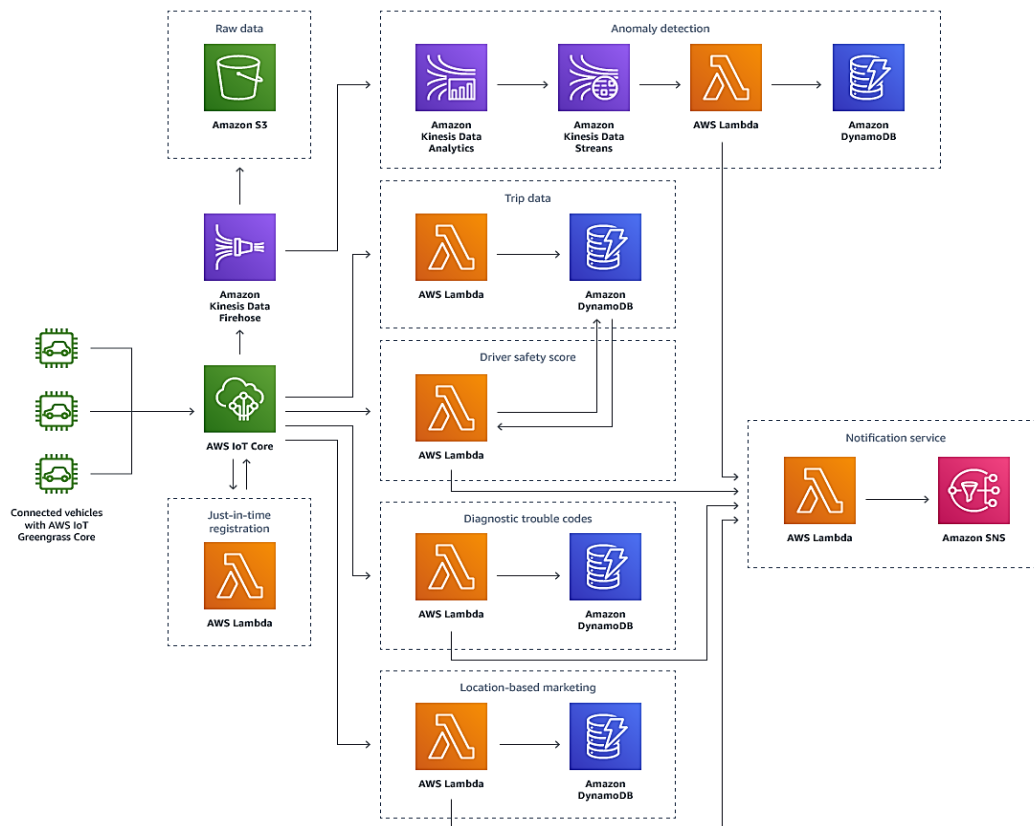 Raw data
Amazon S3
Anomaly detection
Amazon
Kinesis Data
Analytics
Amazon
Kinesis Data
Streans
AWS Lambda
Amazon
DynamoDB
Trip data
AWS Lambda
Amazon
DynamoDB
Amazon
Kinesis Data
Firehose
Driver safety score
AWS Lambda
AWS IoT Core
Connected vehicles
with AWS IoT
Greengrass Core
Just-in-time
registration
AWS Lambda
Diagnostic trouble codes
AWS Lambda
Amazon
DynamoDB
Notification service
AWS Lambda
Amazon SNS
Location-based marketing
AWS Lambda
Amazon
DynamoDB